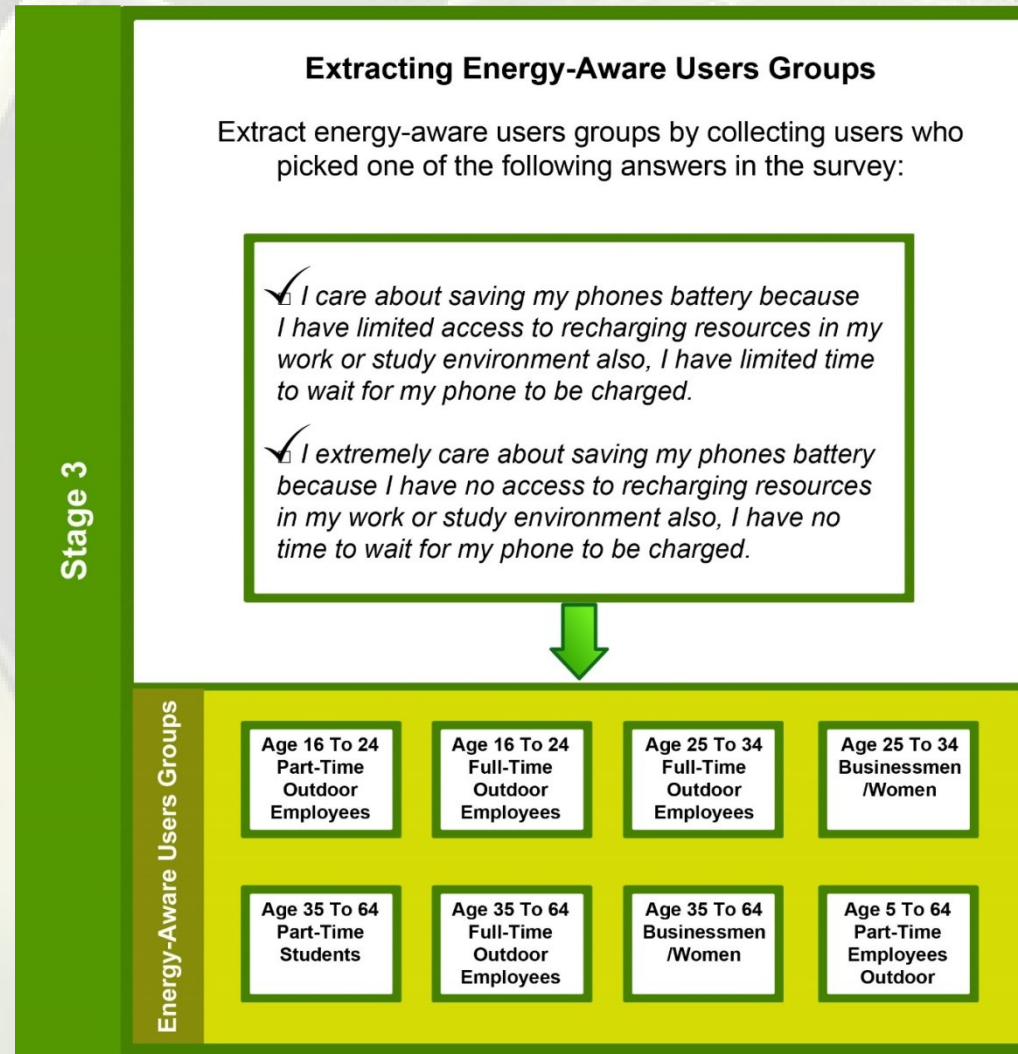 Stage 3
Extracting Energy-Aware Users Groups
Extract energy-aware users groups by collecting users who
picked one of the following answers in the survey:
I care about saving my phones battery because
I have limited access to recharging resources in my
work or study environment also, I have limited time
to wait for my phone to be charged.
I extremely care about saving my phones battery
because I have no access to recharging resources
in my work or study environment also, I have no
time to wait for my phone to be charged.
Energy-Aware Users Groups
Age 16 To 24
Part-Time
Outdoor
Employees
Age 16 To 24
Full-Time
Outdoor
Employees
Age 25 To 34
Full-Time
Outdoor
Employees
Age 25 To 34
Businessmen
/Women
Age 35 To 64
Part-Time
Students
Age 35 To 64
Full-Time
Outdoor
Employees
Age 35 To 64
Businessmen
/Women
Age 5 To 64
Part-Time
Employees
Outdoor